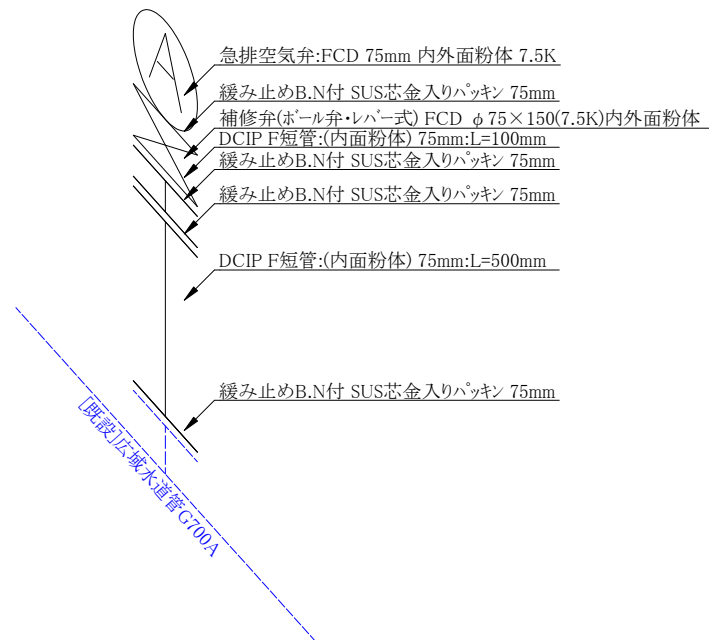 急排空気弁:FCD 75mm 内外面粉体 7.5K
緩み止めB.N付 SUS芯金入りパッキン 75mm
補修弁(ボール弁・レバー式) FCD φ75×150(7.5K)内外面粉体
DCIP F短管:(内面粉体) 75mm:L=100mm
緩み止めB.N付 SUS芯金入りパッキン 75mm
緩み止めB.N付 SUS芯金入りパッキン 75mm
DCIP F短管:(内面粉体) 75mm:L=500mm
緩み止めB.N付 SUS芯金入りパッキン 75mm
[既設]広域水道管G700A